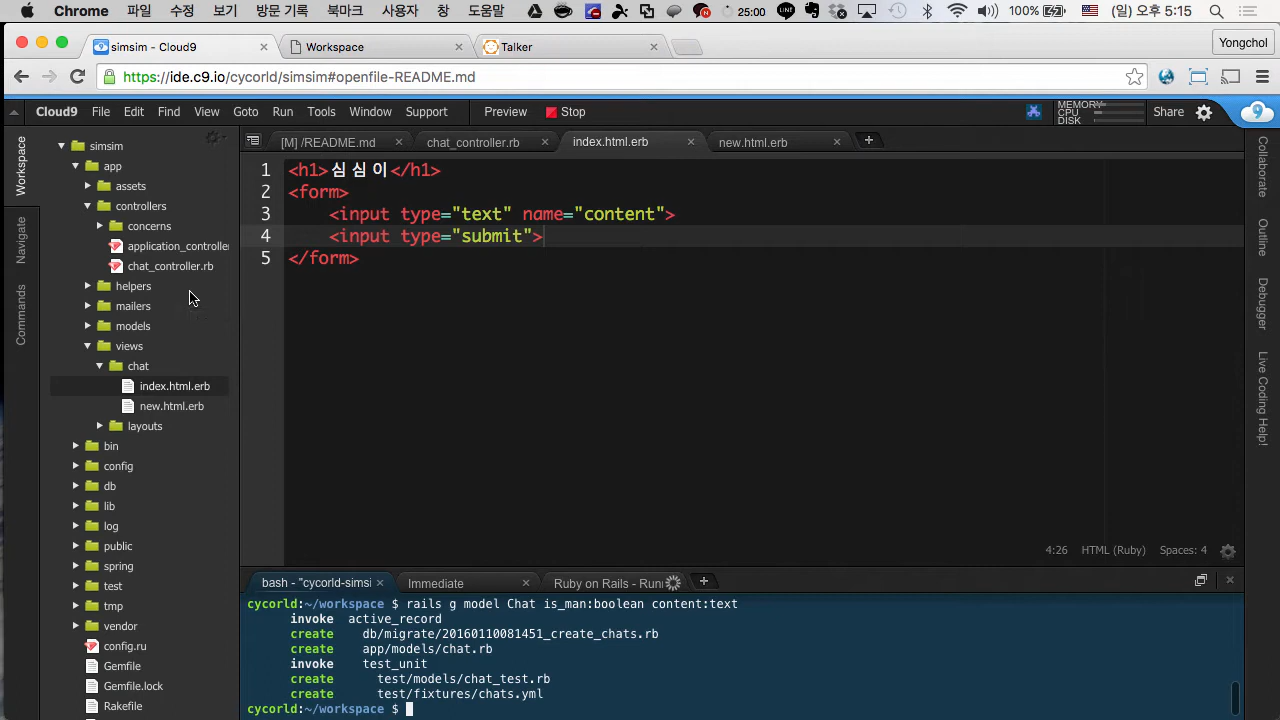 Chrome 파일 수정 보기 방문 기록 북마크 사용자 창 도움말 25:00 LINE 100% (일) 오후 5:15
simsim - Cloud9 Workspace Talker Yongchol
https://ide.c9.io/cycorld/simsim#openfile-README.md
Cloud9 File Edit Find View Goto Run Tools Window Support Preview Stop MEMORY CPU DISK Share
Workspace
Navigate
Commands
simsim
app
assets
controllers
concerns
application_controlle
chat_controller.rb
helpers
mailers
models
views
chat
index.html.erb
new.html.erb
layouts
bin
config
db
lib
log
public
spring
test
tmp
vendor
config.ru
Gemfile
Gemfile.lock
Rakefile
[M] /README.md chat_controller.rb index.html.erb new.html.erb
1 <h1>심심이</h1>
2 <form>
3 <input type="text" name="content">
4 <input type="submit">
5 </form>
4:26 HTML (Ruby) Spaces: 4
Collaborate
Outline
Debugger
Live Coding Help!
bash - "cycorld-simsi Immediate Ruby on Rails - Run
cycorld:~/workspace $ rails g model Chat is_man:boolean content:text
invoke active_record
create db/migrate/20160110081451_create_chats.rb
create app/models/chat.rb
invoke test_unit
create test/models/chat_test.rb
create test/fixtures/chats.yml
cycorld:~/workspace $